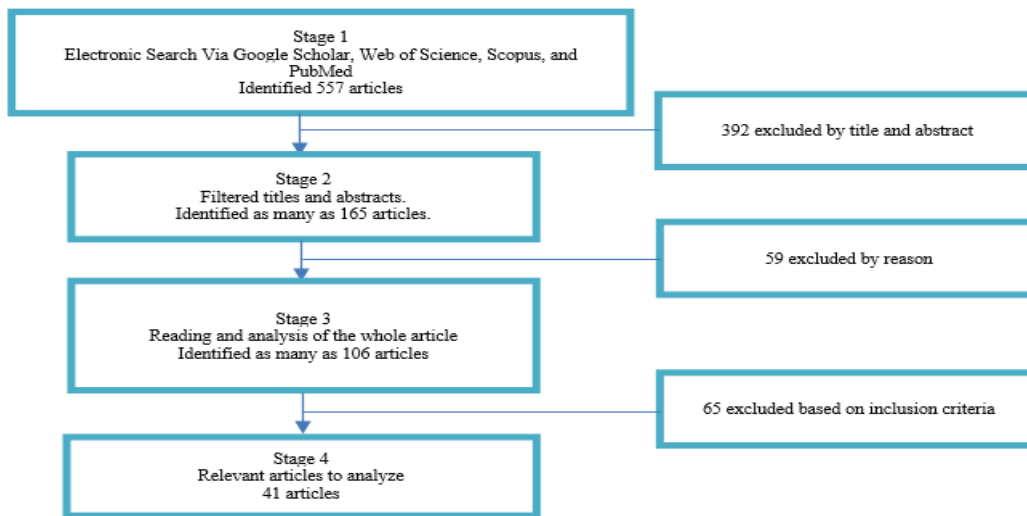 Stage 1
Electronic Search Via Google Scholar, Web of Science, Scopus, and
PubMed
Identified 557 articles
392 excluded by title and abstract
Stage 2
Filtered titles and abstracts.
Identified as many as 165 articles.
59 excluded by reason
Stage 3
Reading and analysis of the whole article
Identified as many as 106 articles
65 excluded based on inclusion criteria
Stage 4
Relevant articles to analyze
41 articles